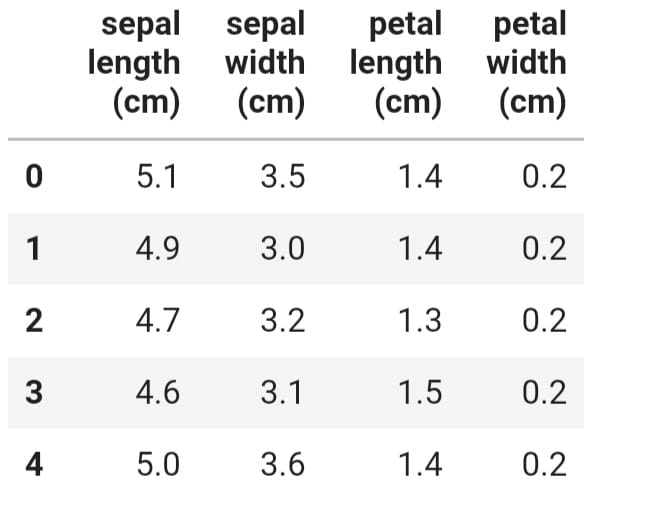 sepal sepal petal petal
length width length width
(cm) (cm) (cm) (cm)
0 5.1 3.5 1.4 0.2
1 4.9 3.0 1.4 0.2
2 4.7 3.2 1.3 0.2
3 4.6 3.1 1.5 0.2
4 5.0 3.6 1.4 0.2